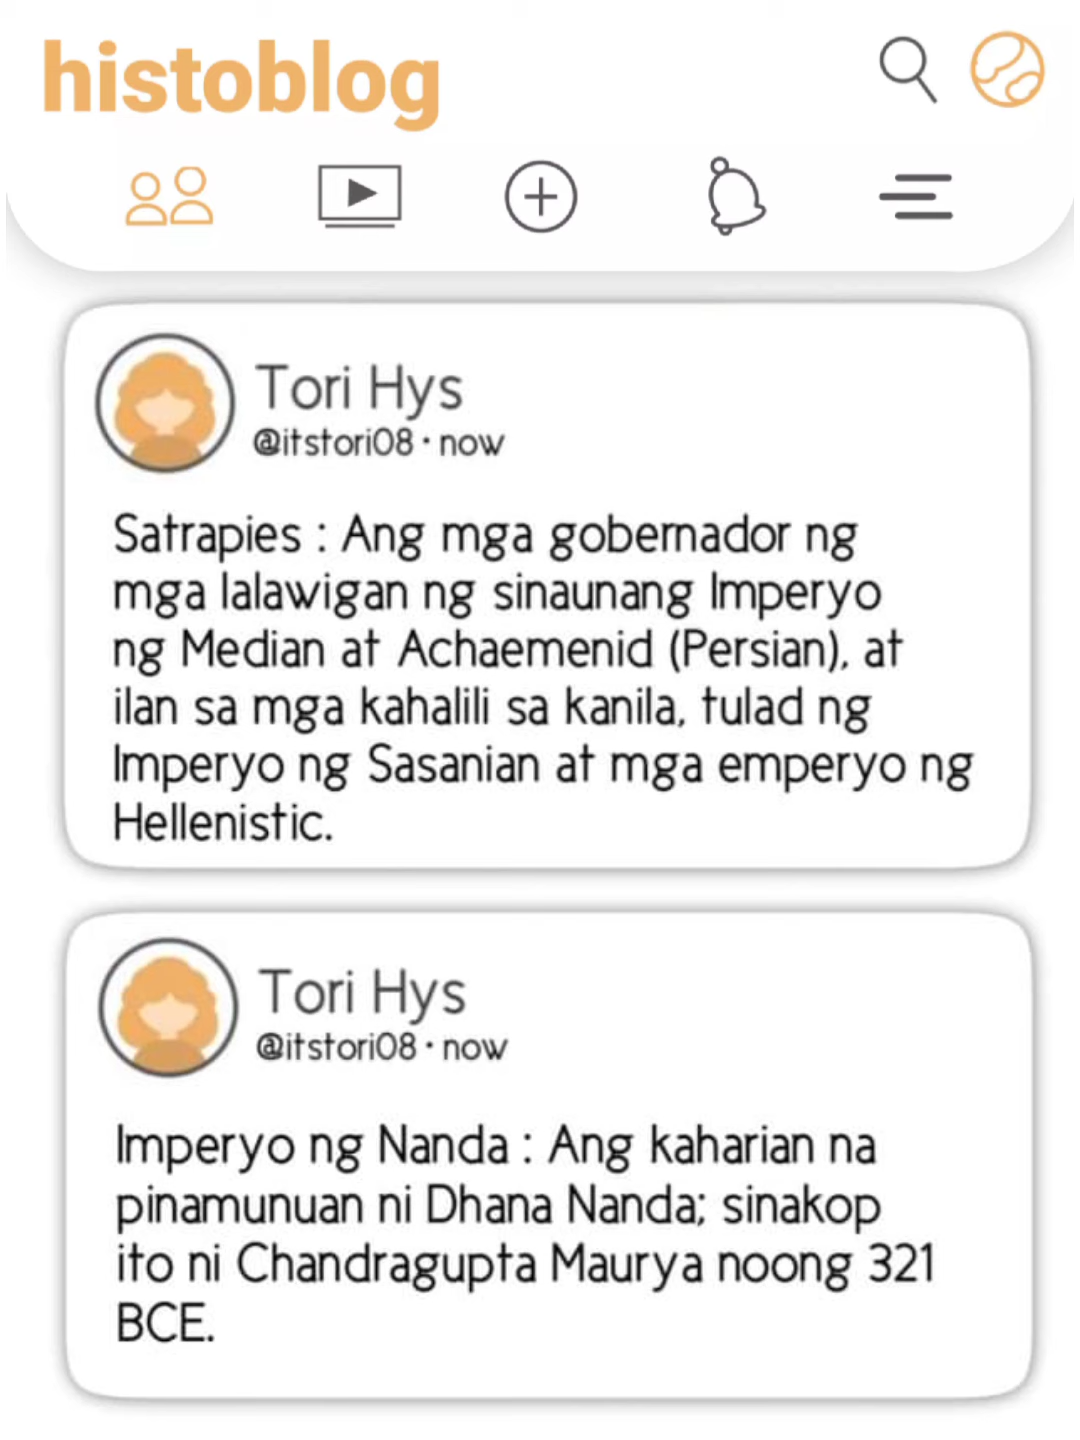 histoblog
Tori Hys
@itstori08 • now
Satrapies : Ang mga gobernador ng
mga lalawigan ng sinaunang Imperyo
ng Median at Achaemenid (Persian), at
ilan sa mga kahalili sa kanila, tulad ng
Imperyo ng Sasanian at mga emperyo ng
Hellenistic.
Tori Hys
@itstori08 • now
Imperyo ng Nanda : Ang kaharian na
pinamunuan ni Dhana Nanda; sinakop
ito ni Chandragupta Maurya noong 321
BCE.